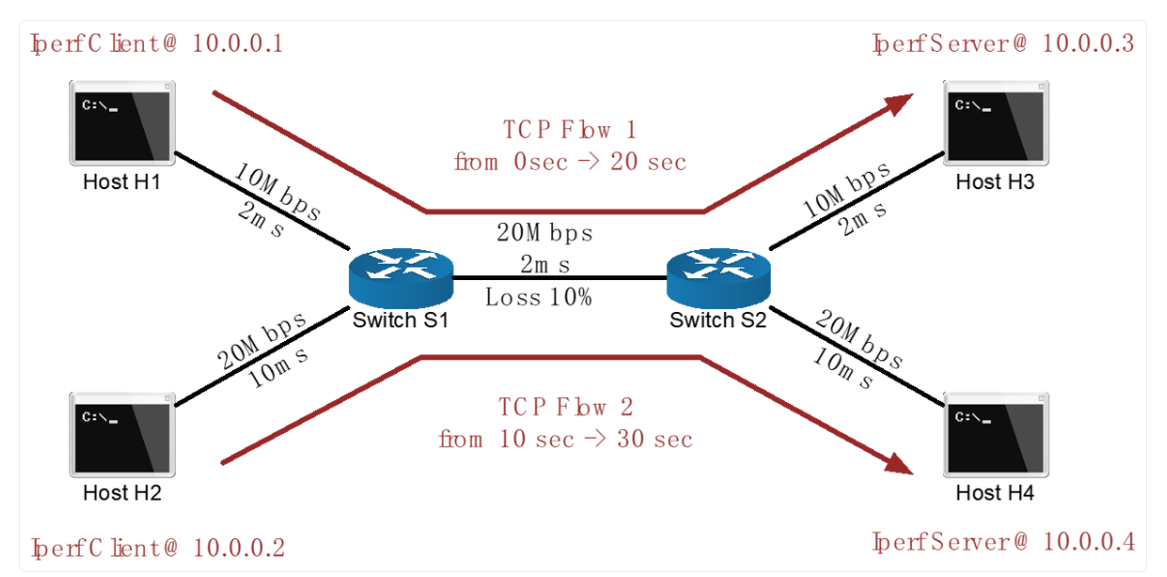 IperfClient@ 10.0.0.1
IperfServer@ 10.0.0.3
C:\_
C:\_
TCP Flow 1
from 0sec -> 20 sec
Host H1
Host H3
10Mbps
2ms
10Mbps
2ms
20Mbps
2ms
Loss 10%
Switch S1
Switch S2
20Mbps
10ms
20Mbps
10ms
C:\_
C:\_
TCP Flow 2
from 10 sec -> 30 sec
Host H2
Host H4
IperfClient@ 10.0.0.2
IperfServer@ 10.0.0.4